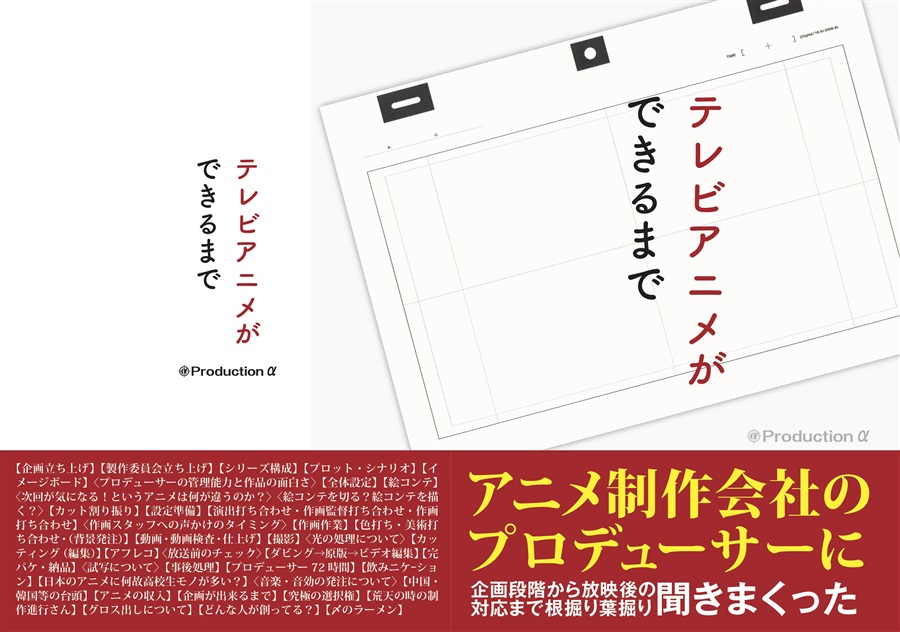 テレビアニメが
できるまで
@Production α
テレビアニメが
できるまで
@Production α
【企画立ち上げ】【製作委員会立ち上げ】【シリーズ構成】【プロット・シナリオ】【イ
メージボード】〈プロデューサーの管理能力と作品の面白さ〉【全体設定】【絵コンテ】
〈次回が気になる！というアニメは何が違うのか？〉〈絵コンテを切る？絵コンテを描
く？〉【カット割り振り】【設定準備】【演出打ち合わせ・作画監督打ち合わせ・作画
打ち合わせ】〈作画スタッフへの声かけのタイミング〉【作画作業】【色打ち・美術打
ち合わせ・（背景発注）】【動画・動画検査・仕上げ】【撮影】〈光の処理について〉【カッ
ティング（編集）】【アフレコ】〈放送前のチェック〉【ダビング→原版→ビデオ編集】【完
パケ・納品】〈試写について〉【事後処理】【プロデューサー72時間】【飲みニケｰショ
ン】【日本のアニメに何故高校生モノが多い？】〈音楽・音効の発注について〉【中国・
韓国等の台頭】【アニメの収入】【企画が出来るまで】【究極の選択権】【荒天の時の制
作進行さん】【グロス出しについて】【どんな人が創ってる？】【〆のラーメン】
アニメ制作会社の
プロデューサーに
企画段階から放映後の
対応まで根掘り葉掘り
聞きまくった
TIME [ + ]
A
C